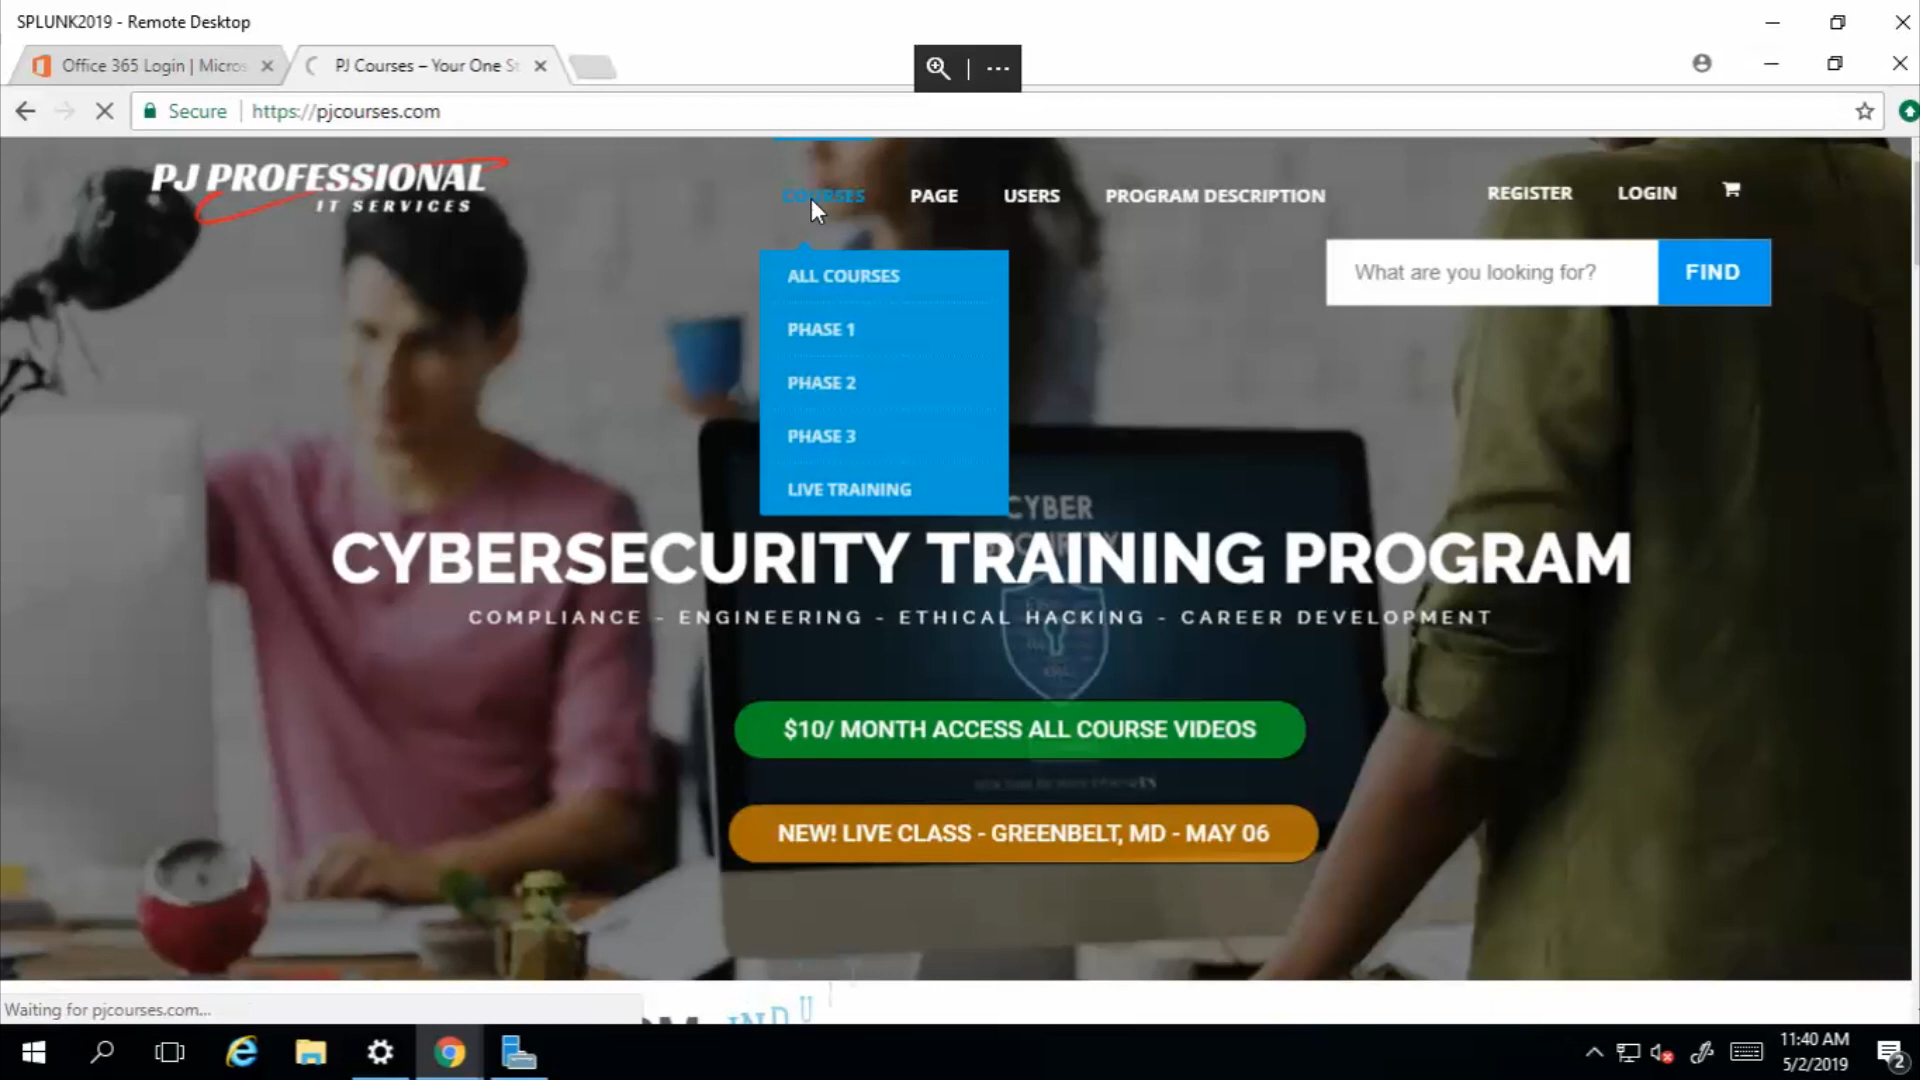 SPLUNK2019 - Remote Desktop
Office 365 Login | Micros
PJ Courses – Your One St
Secure | https://pjcourses.com
PJ PROFESSIONAL
IT SERVICES
COURSES
PAGE
USERS
PROGRAM DESCRIPTION
REGISTER
LOGIN
ALL COURSES
PHASE 1
PHASE 2
PHASE 3
LIVE TRAINING
What are you looking for?
FIND
CYBER
CYBERSECURITY TRAINING PROGRAM
COMPLIANCE - ENGINEERING - ETHICAL HACKING - CAREER DEVELOPMENT
$10/ MONTH ACCESS ALL COURSE VIDEOS
NEW! LIVE CLASS - GREENBELT, MD - MAY 06
Waiting for pjcourses.com...
11:40 AM
5/2/2019
2